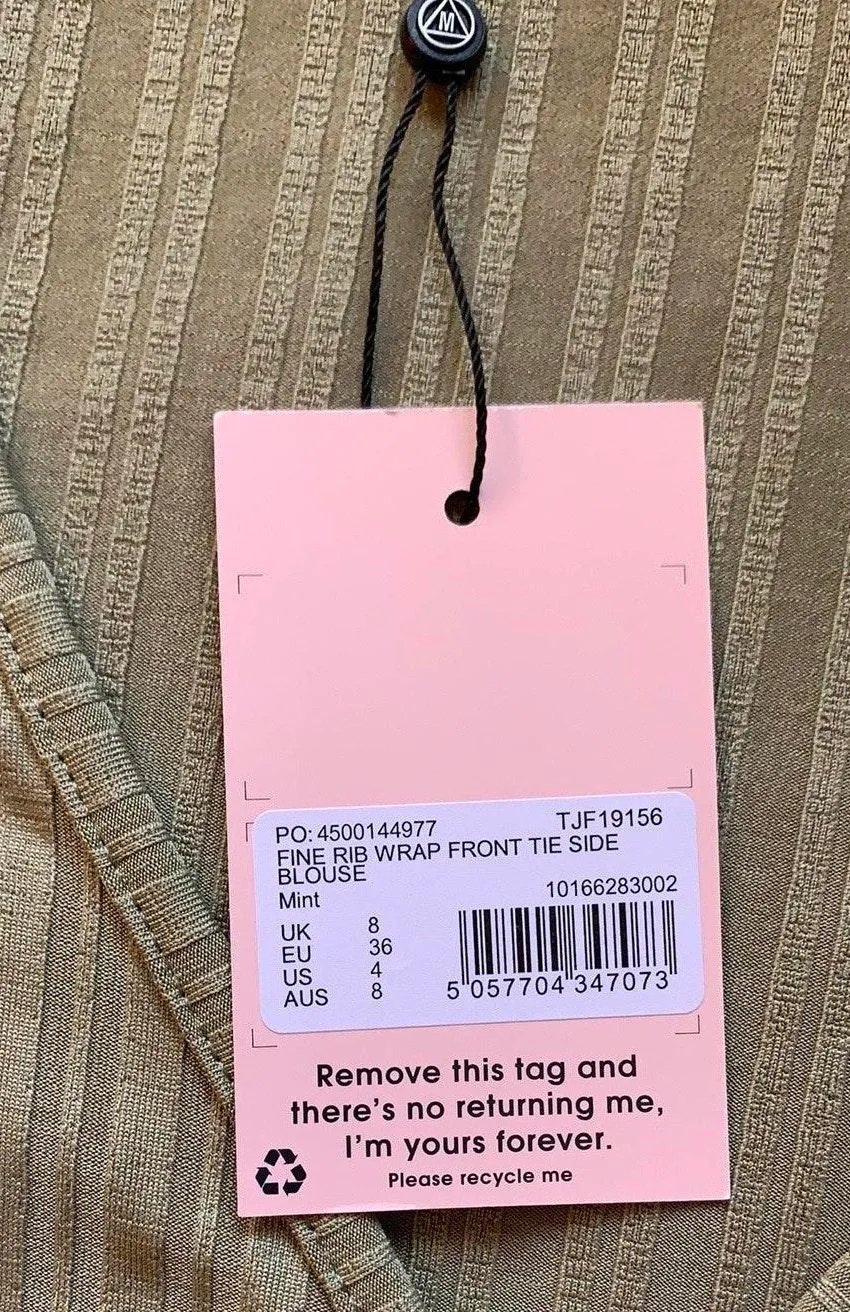 M
PO: 4500144977 TJF19156
FINE RIB WRAP FRONT TIE SIDE
BLOUSE
Mint 10166283002
UK 8
EU 36
US 4
AUS 8
5 057704 347073
Remove this tag and
there's no returning me,
I'm yours forever.
Please recycle me